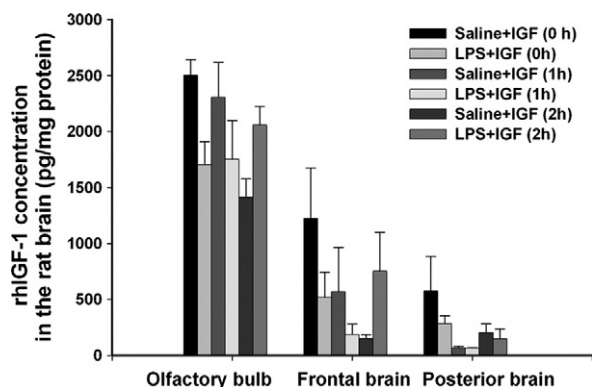 rhIGF-1 concentration
in the rat brain (pg/mg protein)
3000
2500
2000
1500
1000
500
0
Saline+IGF (0 h)
LPS+IGF (0h)
Saline+IGF (1h)
LPS+IGF (1h)
Saline+IGF (2h)
LPS+IGF (2h)
Olfactory bulb
Frontal brain
Posterior brain